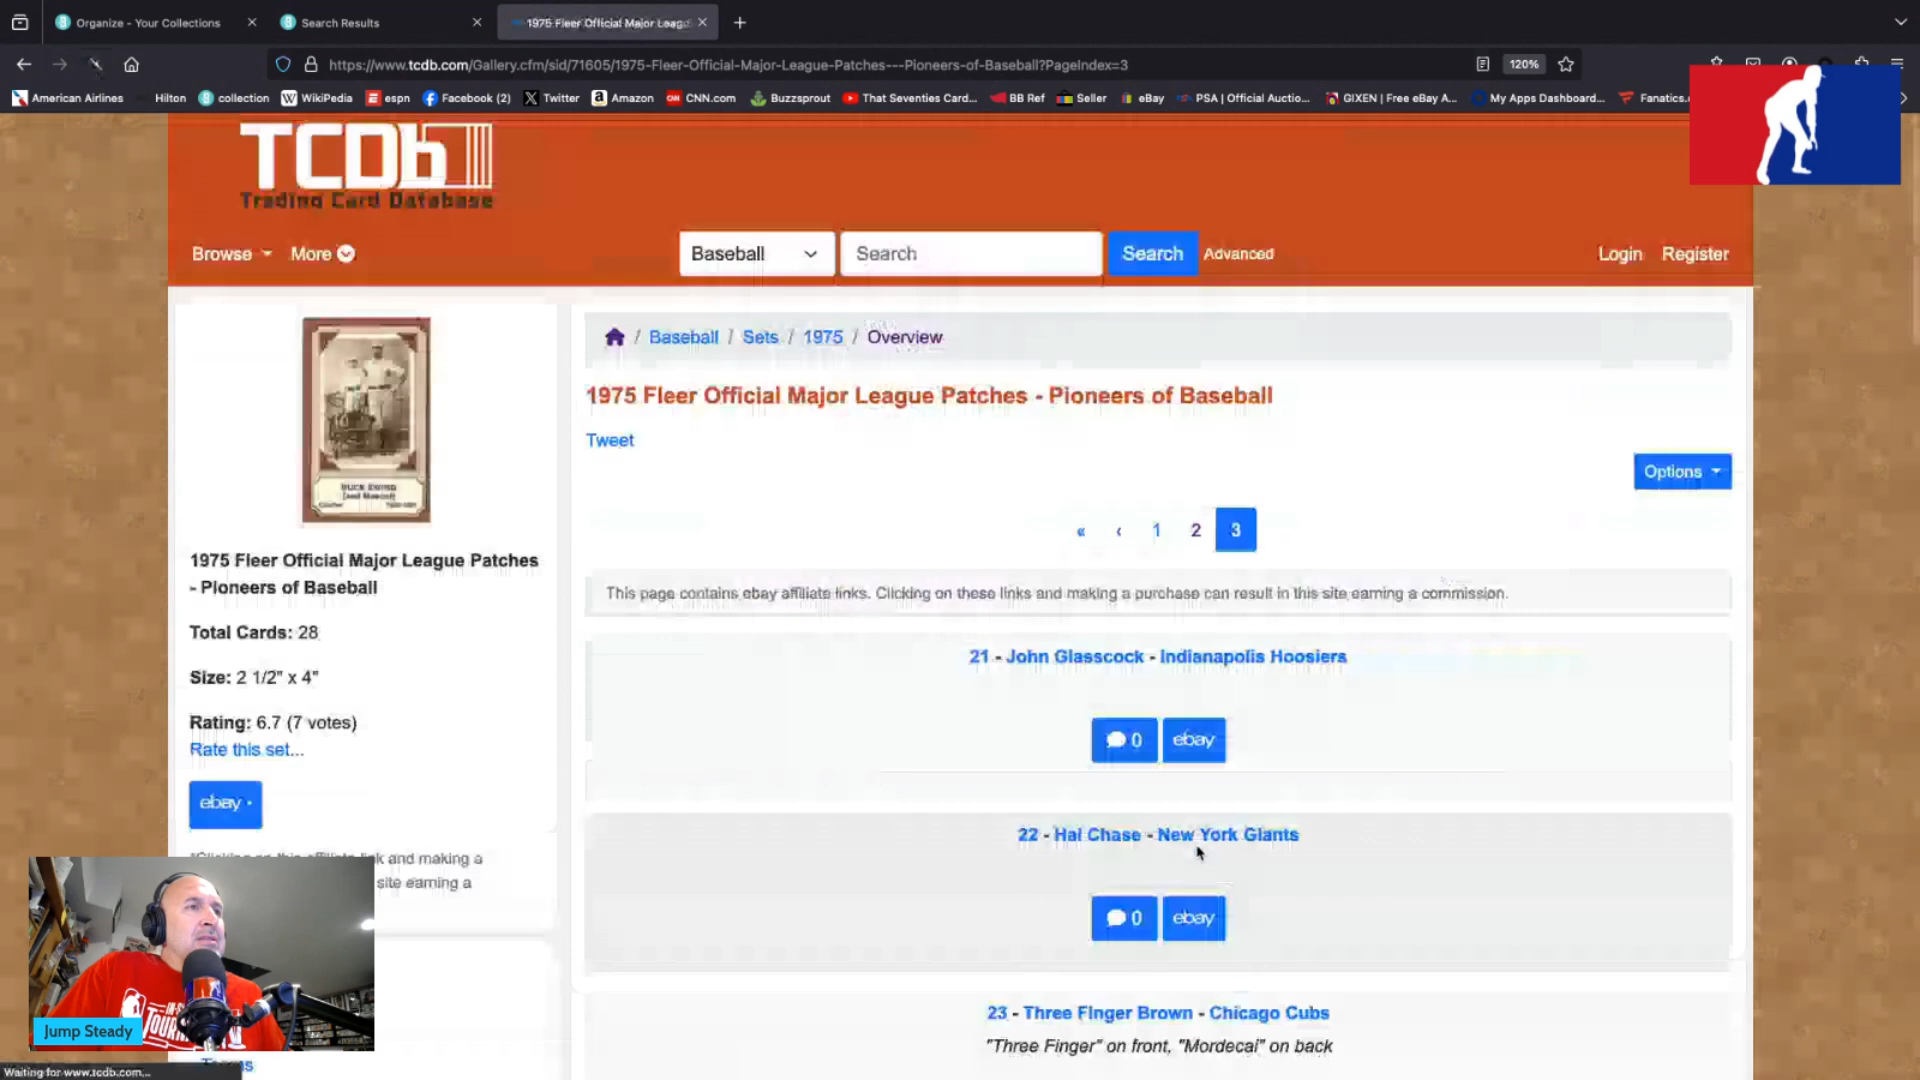 Organize - Your Collections
Search Results
1975 Fleer Official Major Leag
https://www.tcdb.com/Gallery.cfm/sid/71605/1975-Fleer-Official-Major-League-Patches---Pioneers-of-Baseball?PageIndex=3
120%
American Airlines
Hilton
collection
WikiPedia
espn
Facebook (2)
Twitter
Amazon
CNN.com
Buzzsprout
That Seventies Card...
BB Ref
Seller
eBay
PSA | Official Auctio...
GIXEN | Free eBay A...
My Apps Dashboard...
Fanatics.
TCDb
Trading Card Database
Browse
More
Baseball
Search
Search
Advanced
Login
Register
BUCK EWING
(and Mascot)
Baseball / Sets / 1975 / Overview
1975 Fleer Official Major League Patches - Pioneers of Baseball
Tweet
Options
« ‹ 1 2 3
This page contains ebay affiliate links. Clicking on these links and making a purchase can result in this site earning a commission.
1975 Fleer Official Major League Patches
- Pioneers of Baseball
Total Cards: 28
Size: 2 1/2" x 4"
Rating: 6.7 (7 votes)
Rate this set...
ebay
k and making a
site earning a
21 - John Glasscock - Indianapolis Hoosiers
0
ebay
22 - Hal Chase - New York Giants
0
ebay
23 - Three Finger Brown - Chicago Cubs
"Three Finger" on front, "Mordecai" on back
Jump Steady
Waiting for www.tcdb.com...